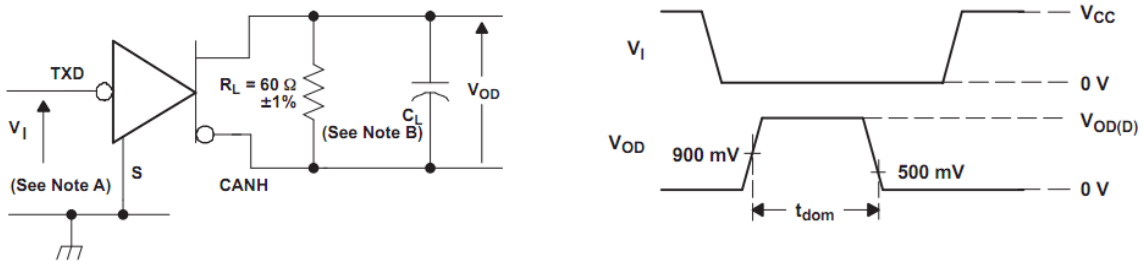 TXD
R_L = 60 Ω
±1%
C_L
V_OD
V_I
(See Note B)
(See Note A)
S
CANH
V_I
V_CC
0 V
V_OD
900 mV
V_OD(D)
500 mV
0 V
t_dom